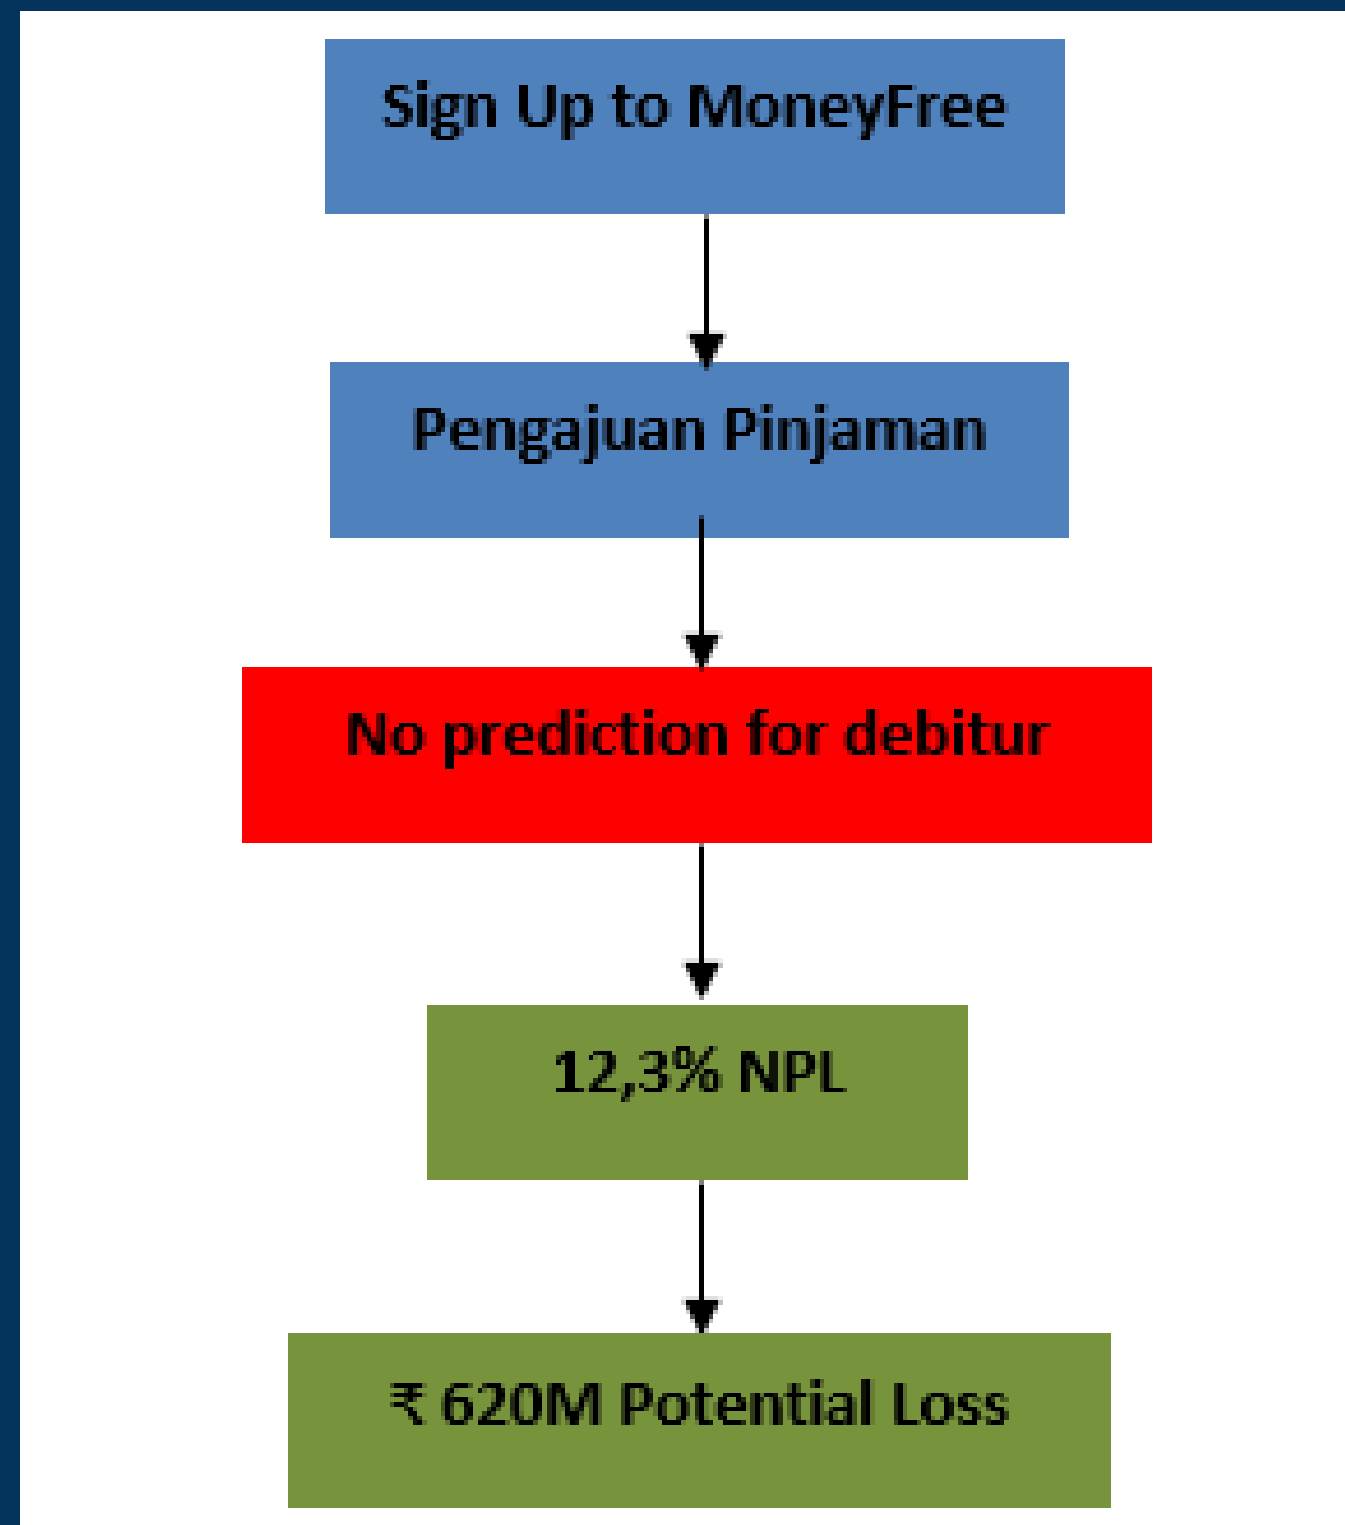 Sign Up to MoneyFree
Pengajuan Pinjaman
No prediction for debitur
12,3% NPL
₹ 620M Potential Loss